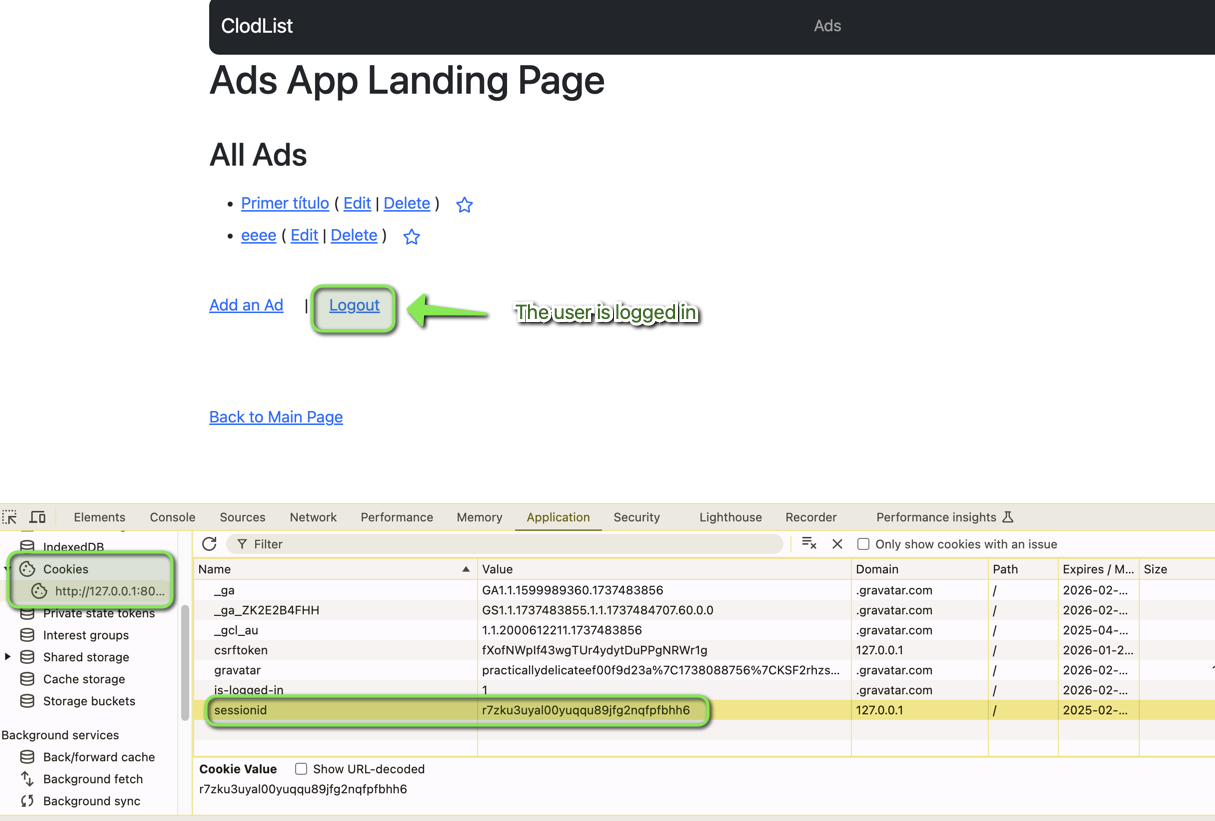 ClodList Ads
Ads App Landing Page
All Ads
• Primer título ( Edit | Delete )
• eeee ( Edit | Delete )
Add an Ad | Logout The user is logged in
Back to Main Page
Elements Console Sources Network Performance Memory Application Security Lighthouse Recorder Performance insights
IndexedDB
Cookies
http://127.0.0.1:80...
Private state tokens
Interest groups
Shared storage
Cache storage
Storage buckets
Background services
Back/forward cache
Background fetch
Background sync
Filter Only show cookies with an issue
Name Value Domain Path Expires / M... Size
_ga GA1.1.1599989360.1737483856 .gravatar.com / 2026-02-...
_ga_ZK2E2B4FHH GS1.1.1737483855.1.1.1737484707.60.0.0 .gravatar.com / 2026-02-...
_gcl_au 1.1.2000612211.1737483856 .gravatar.com / 2025-04-...
csrftoken fXofNWpIf43wgTUr4ydytDuPPgNRWr1g 127.0.0.1 / 2026-01-2...
gravatar practicallydelicateef00f9d23a%7C1738088756%7CKSF2rhzs... .gravatar.com / 2026-02-...
is-logged-in 1 .gravatar.com / 2026-02-...
sessionid r7zku3uyal00yuqqu89jfg2nqfpfbhh6 127.0.0.1 / 2025-02-...
Cookie Value Show URL-decoded
r7zku3uyal00yuqqu89jfg2nqfpfbhh6